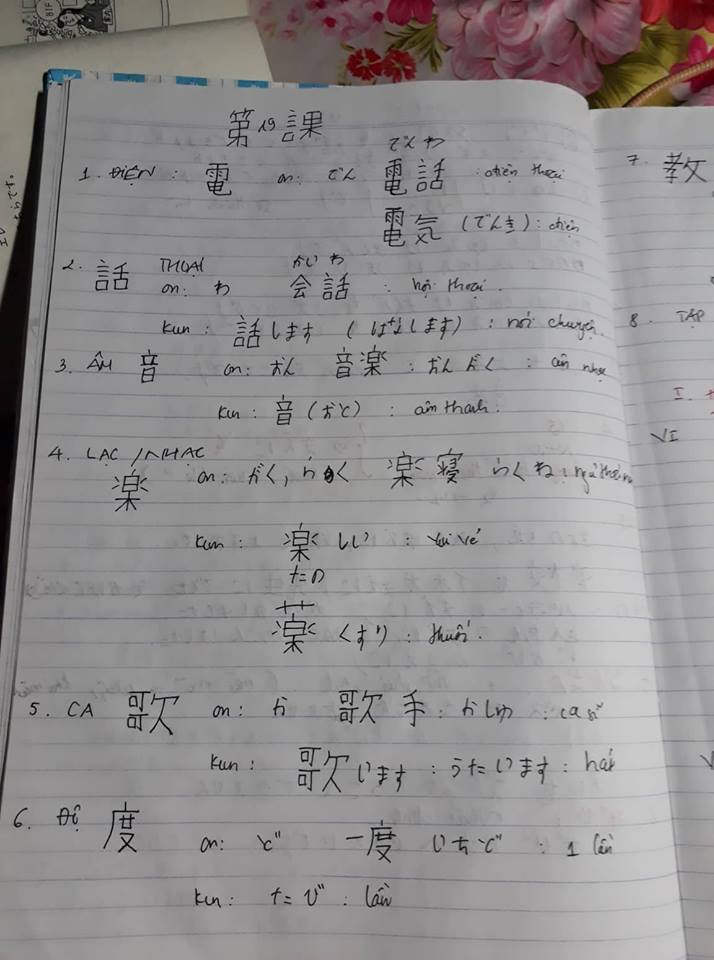 第19課
でん わ
1. ĐIỆN : 電 on: でん 電話 : điện thoại
電気 (でんき) : điện
2. 話 THOẠI
かい わ
on: わ 会話 : hội thoại.
Kun : 話します (はなします) : nói chuyện.
3. ÂM 音 on: おん 音楽 : おんがく : âm nhạc
Kun : 音 (おと) : âm thanh.
4. LẠC / NHẠC
楽 on: がく, らく 楽寝 らくね :
Kun : 楽しい : vui vẻ
たの
薬 くすり : thuốc.
5. CA 歌 on: か 歌手 : かしゅ : ca sĩ
Kun : 歌います : うたいます : hát
6. ĐỘ 度 on: ど 一度 いちど : 1 lần
Kun : たび : lần
7. 教
8. TẬP
I.
VI